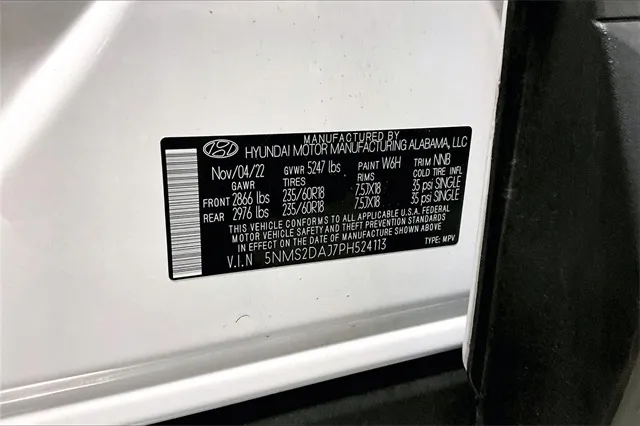 MANUFACTURED BY
HYUNDAI MOTOR MANUFACTURING ALABAMA, LLC
Nov/04/22 GVWR 5247 lbs PAINT W6H TRIM NNB
GAWR TIRES RIMS COLD TIRE INFL
FRONT 2866 lbs 235/60R18 7.5JX18 35 psi SINGLE
REAR 2976 lbs 235/60R18 7.5JX18 35 psi SINGLE
THIS VEHICLE CONFORMS TO ALL APPLICABLE U.S.A. FEDERAL
MOTOR VEHICLE SAFETY AND THEFT PREVENTION STANDARDS
IN EFFECT ON THE DATE OF MANUFACTURE SHOWN ABOVE.
V.I.N 5NMS2DAJ7PH524113 TYPE: MPV